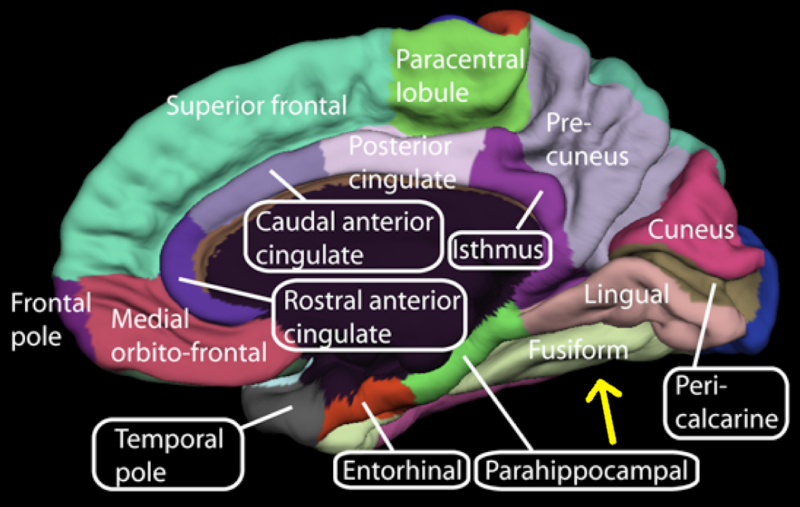 Paracentral
lobule
Superior frontal
Pre-
cuneus
Posterior
cingulate
Caudal anterior
cingulate
Isthmus
Cuneus
Rostral anterior
cingulate
Lingual
Frontal
pole
Medial
orbito-frontal
Fusiform
Peri-
calcarine
Temporal
pole
Entorhinal
Parahippocampal